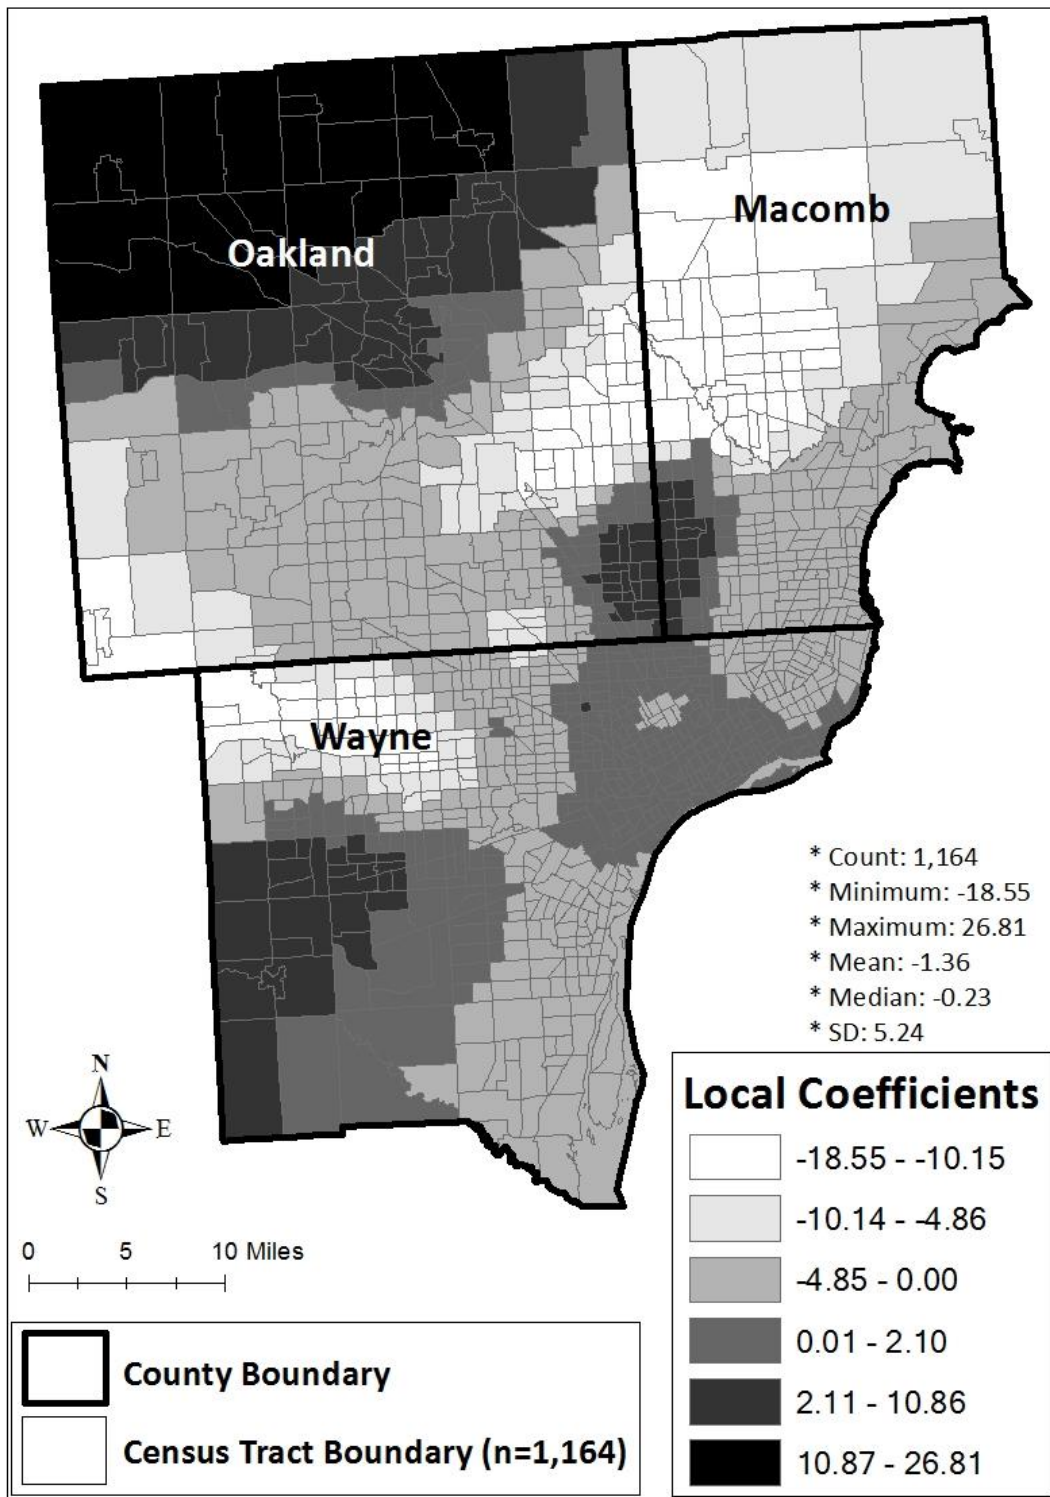 Macomb
Oakland
Wayne
* Count: 1,164
* Minimum: -18.55
* Maximum: 26.81
* Mean: -1.36
* Median: -0.23
* SD: 5.24
N
W E
S
0 5 10 Miles
County Boundary
Census Tract Boundary (n=1,164)
Local Coefficients
-18.55 - -10.15
-10.14 - -4.86
-4.85 - 0.00
0.01 - 2.10
2.11 - 10.86
10.87 - 26.81